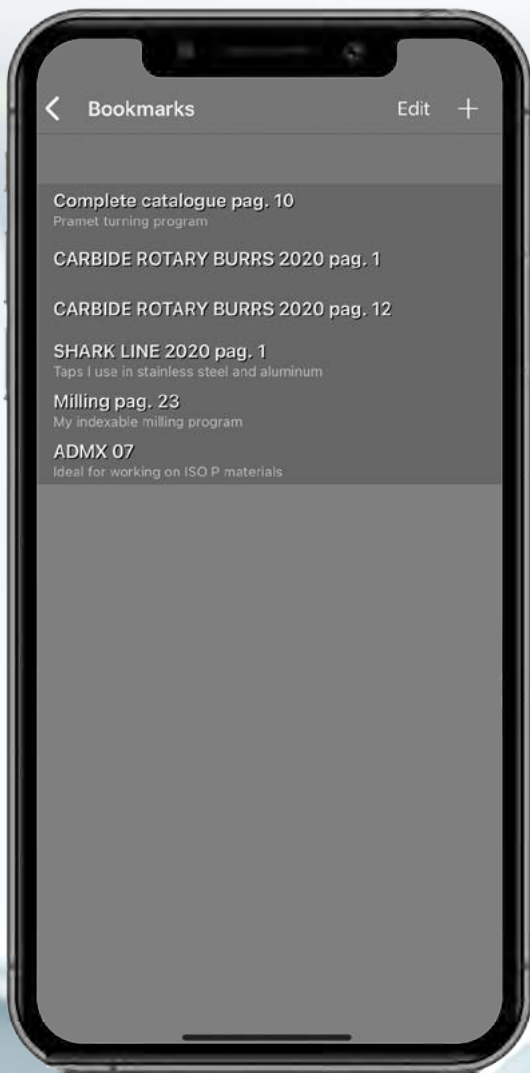 Bookmarks Edit
Complete catalogue pag. 10
Pramet turning program
CARBIDE ROTARY BURRS 2020 pag. 1
CARBIDE ROTARY BURRS 2020 pag. 12
SHARK LINE 2020 pag. 1
Taps I use in stainless steel and aluminum
Milling pag. 23
My indexable milling program
ADMX 07
Ideal for working on ISO P materials